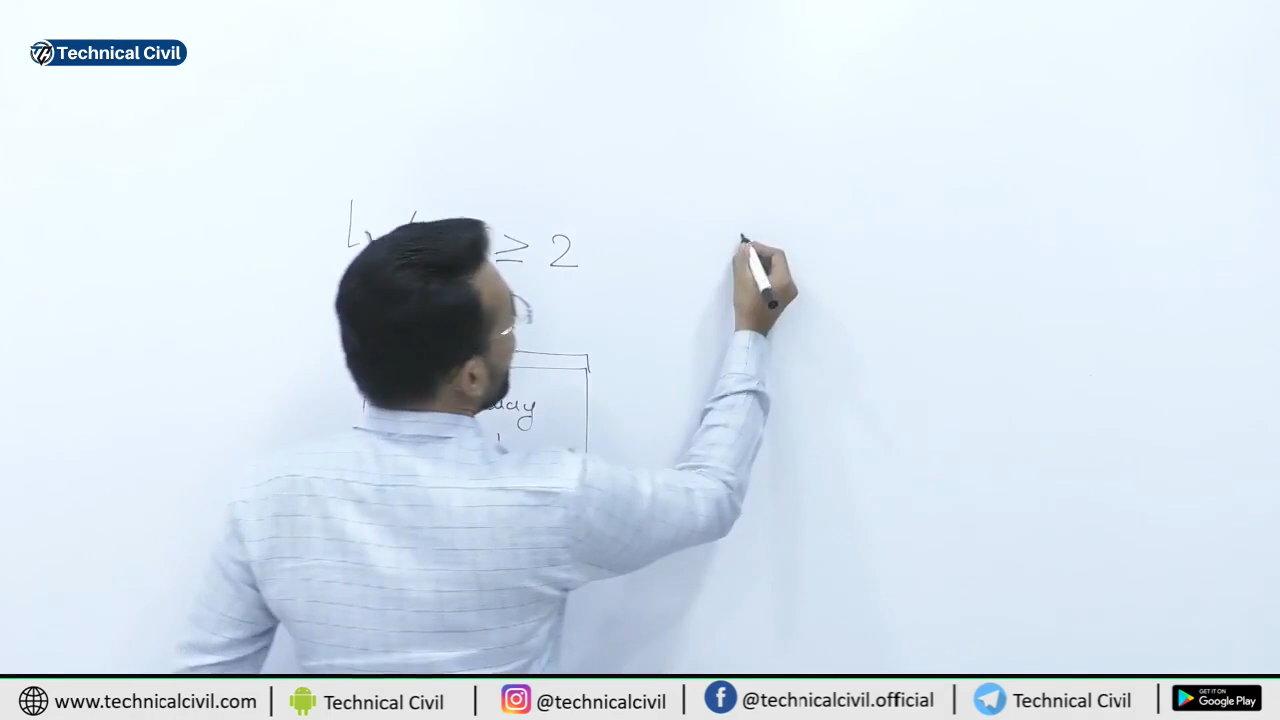 Technical Civil
≥ 2
www.technicalcivil.com
Technical Civil
@technicalcivil
@technicalcivil.official
Technical Civil
GET IT ON
Google Play